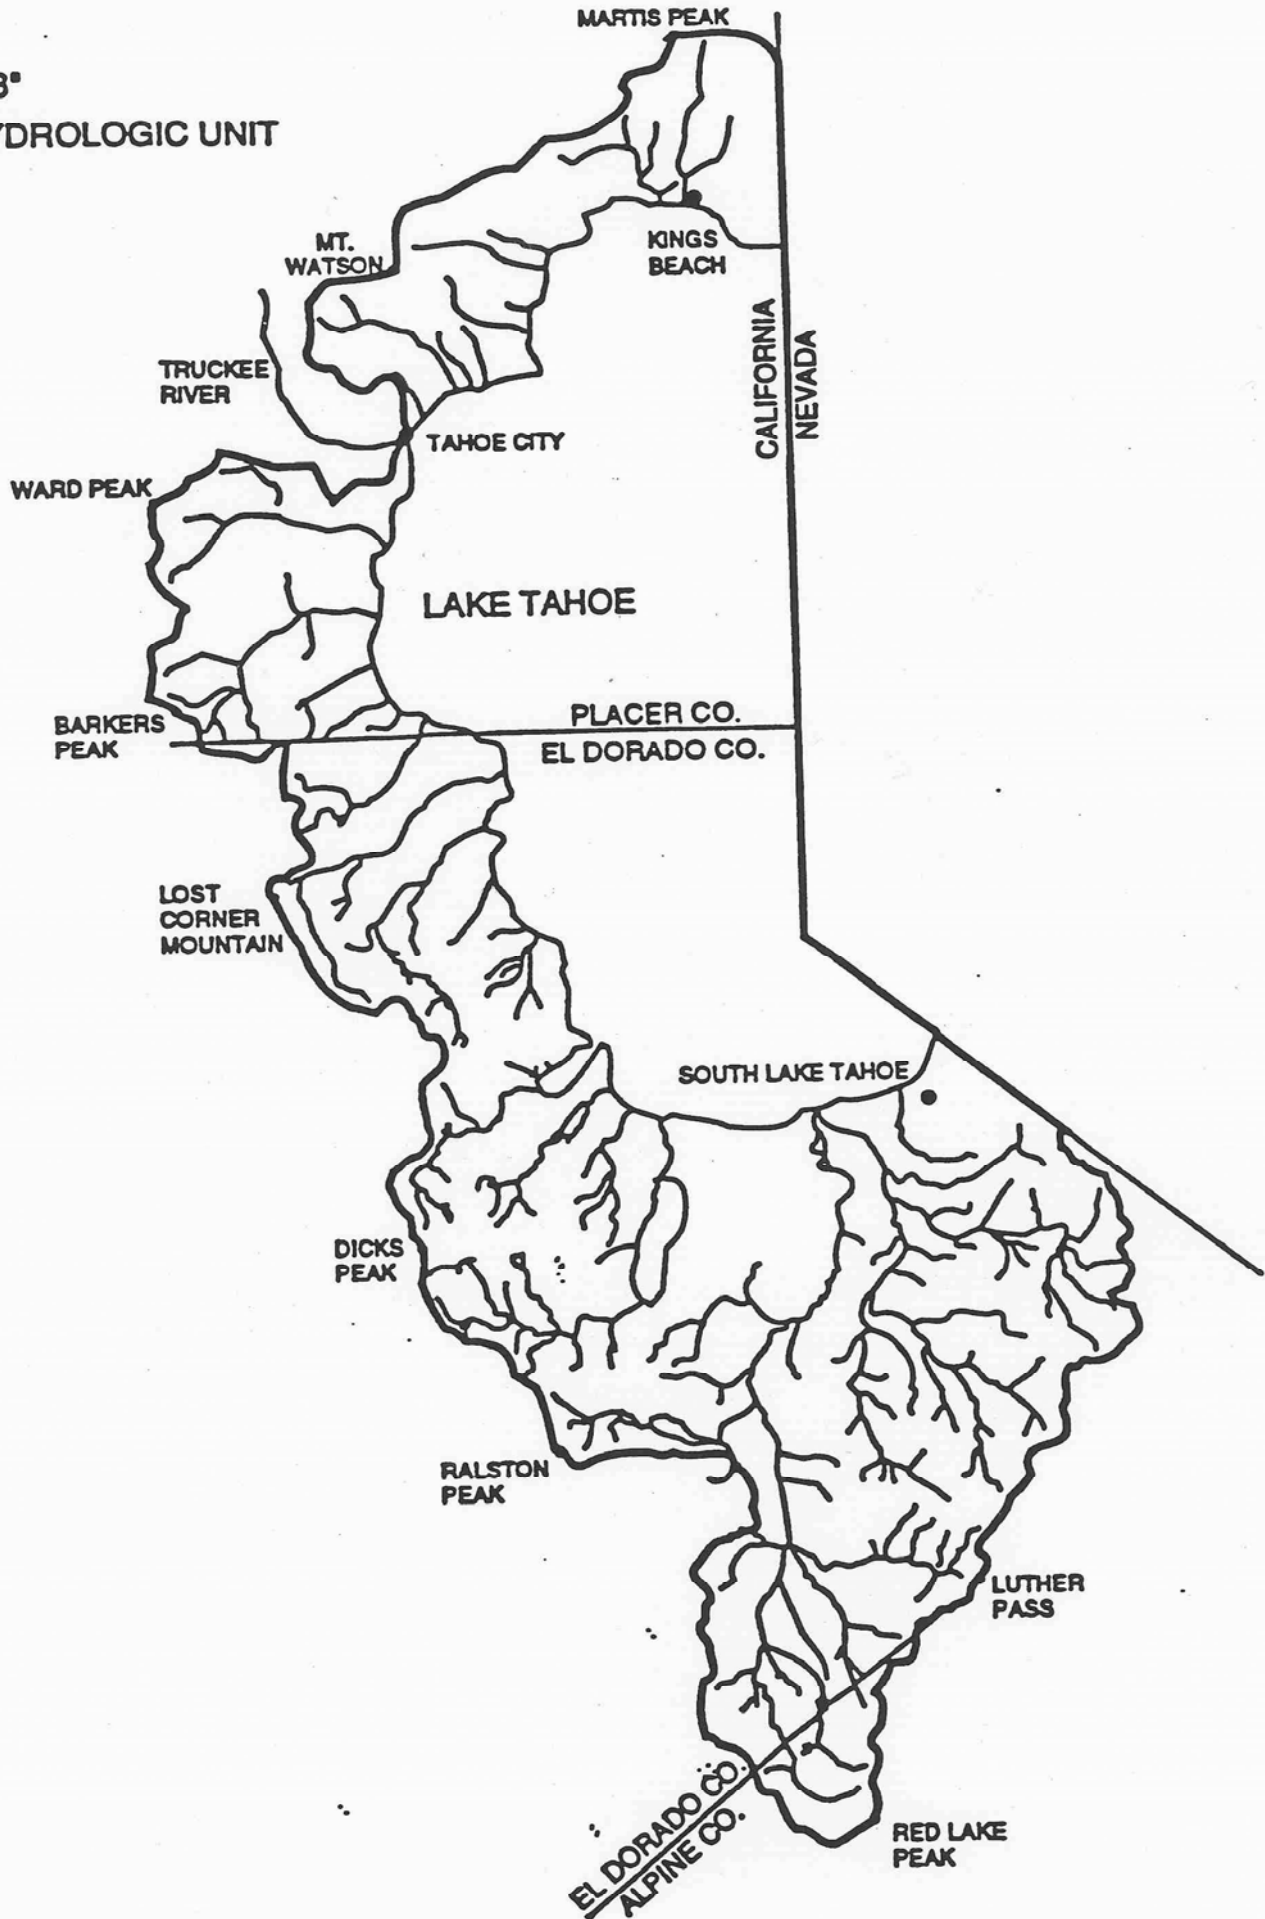 MARTIS PEAK
HYDROLOGIC UNIT
MT.
WATSON
KINGS
BEACH
CALIFORNIA
NEVADA
TRUCKEE
RIVER
TAHOE CITY
WARD PEAK
LAKE TAHOE
BARKERS
PEAK
PLACER CO.
EL DORADO CO.
LOST
CORNER
MOUNTAIN
SOUTH LAKE TAHOE
DICKS
PEAK
RALSTON
PEAK
LUTHER
PASS
EL DORADO CO.
ALPINE CO.
RED LAKE
PEAK